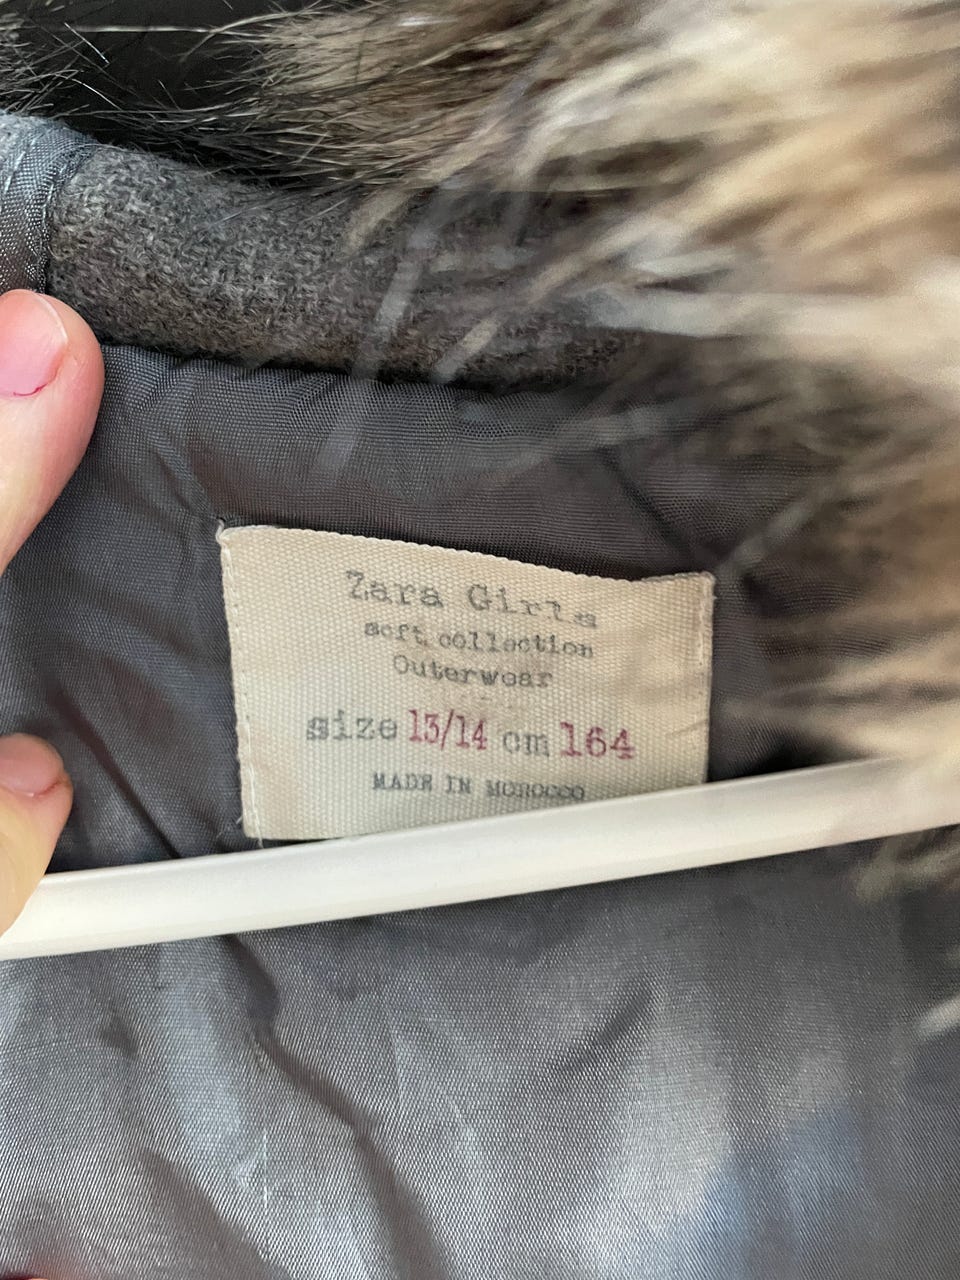 Zara Girls
soft collection
Outerwear
size 13/14 cm 164
MADE IN MOROCCO